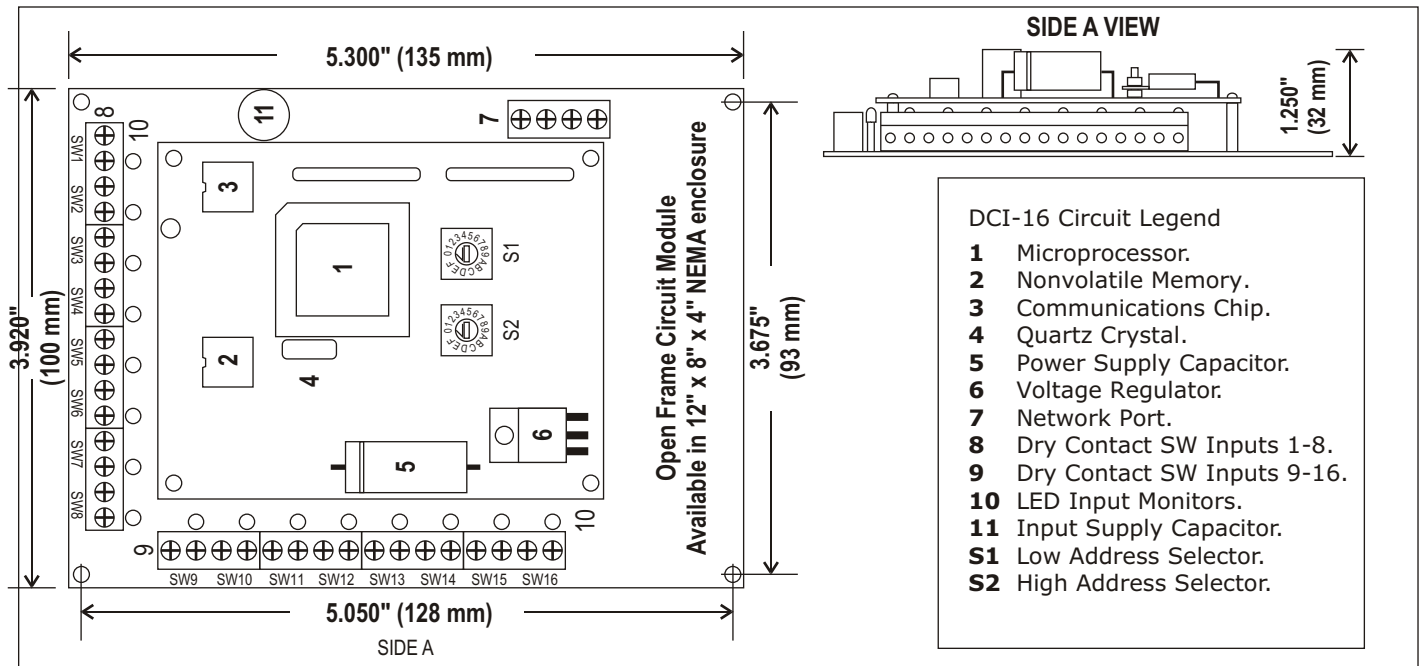 5.300" (135 mm)
SIDE A VIEW
1.250"
(32 mm)
3.920"
(100 mm)
8
10
11
7
SW1
SW2
SW3
SW4
SW5
SW6
SW7
SW8
3
1
2
4
5
6
0123456789ABCDEF
S1
0123456789ABCDEF
S2
Open Frame Circuit Module
Available in 12" x 8" x 4" NEMA enclosure
3.675"
(93 mm)
9
10
SW9 SW10 SW11 SW12 SW13 SW14 SW15 SW16
5.050" (128 mm)
SIDE A
DCI-16 Circuit Legend
1 Microprocessor.
2 Nonvolatile Memory.
3 Communications Chip.
4 Quartz Crystal.
5 Power Supply Capacitor.
6 Voltage Regulator.
7 Network Port.
8 Dry Contact SW Inputs 1-8.
9 Dry Contact SW Inputs 9-16.
10 LED Input Monitors.
11 Input Supply Capacitor.
S1 Low Address Selector.
S2 High Address Selector.